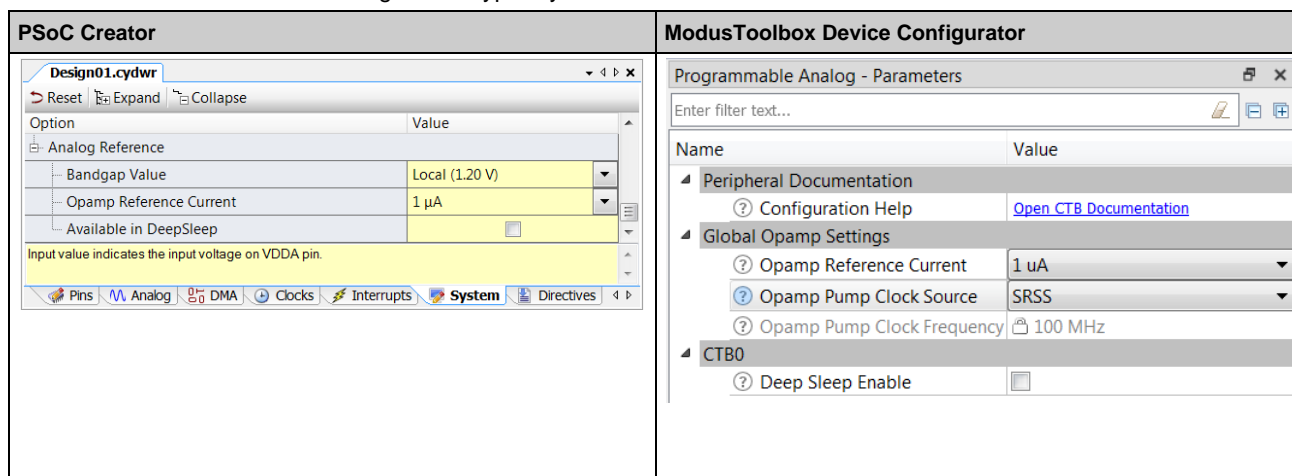 PSoC Creator
Design01.cydwr
Reset Expand Collapse
Option Value
Analog Reference
Bandgap Value Local (1.20 V)
Opamp Reference Current 1 µA
Available in DeepSleep
Input value indicates the input voltage on VDDA pin.
Pins Analog DMA Clocks Interrupts System Directives
ModusToolbox Device Configurator
Programmable Analog - Parameters
Enter filter text...
Name Value
Peripheral Documentation
Configuration Help Open CTB Documentation
Global Opamp Settings
Opamp Reference Current 1 uA
Opamp Pump Clock Source SRSS
Opamp Pump Clock Frequency 100 MHz
CTB0
Deep Sleep Enable